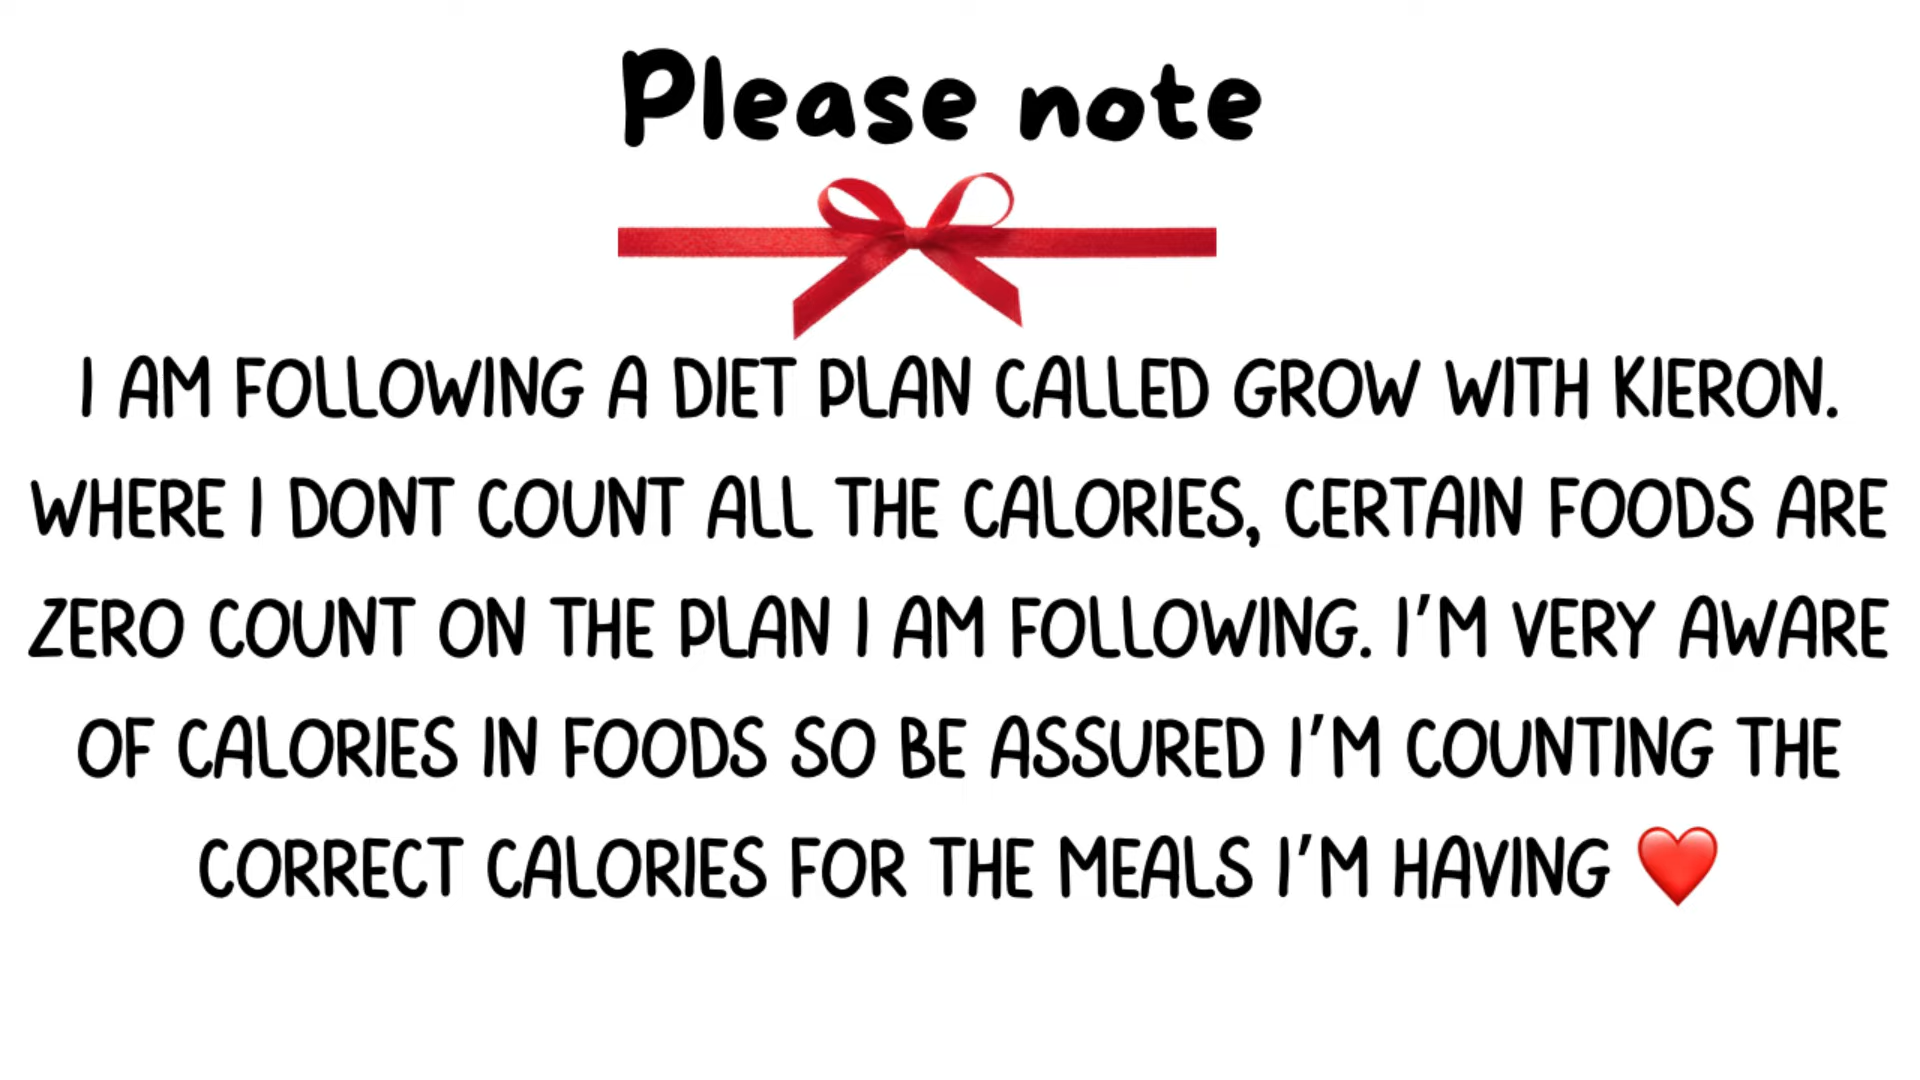 Please note
I AM FOLLOWING A DIET PLAN CALLED GROW WITH KIERON.
WHERE I DONT COUNT ALL THE CALORIES, CERTAIN FOODS ARE
ZERO COUNT ON THE PLAN I AM FOLLOWING. I'M VERY AWARE
OF CALORIES IN FOODS SO BE ASSURED I'M COUNTING THE
CORRECT CALORIES FOR THE MEALS I'M HAVING ❤️